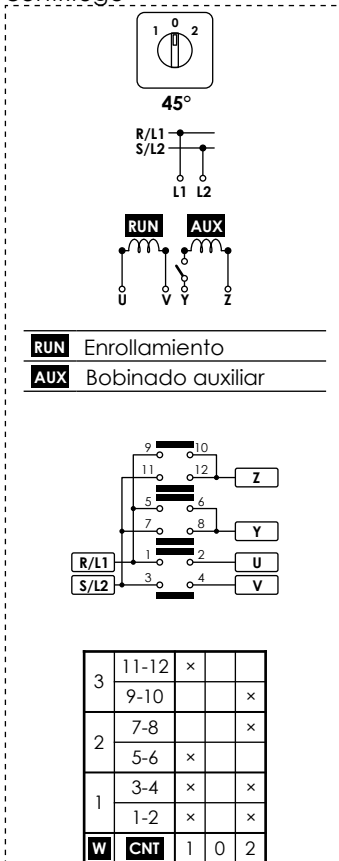 1 0 2
45°
R/L1
S/L2
L1 L2
RUN AUX
U V Y Z
RUN Enrollamiento
AUX Bobinado auxiliar
9 10
11 12 Z
5 6
7 8 Y
R/L1 1 2 U
S/L2 3 4 V
3 11-12 ×
9-10 ×
2 7-8 ×
5-6 ×
1 3-4 × ×
1-2 × ×
W CNT 1 0 2